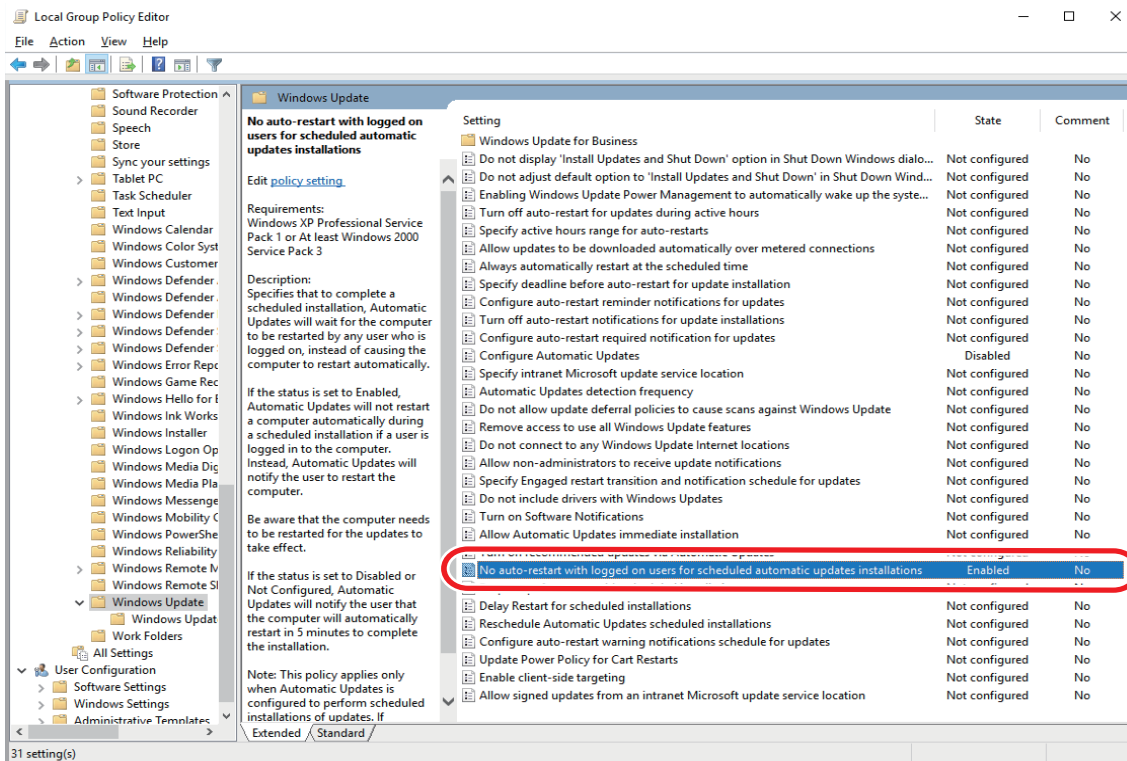 Local Group Policy Editor
File Action View Help
Software Protection
Sound Recorder
Speech
Store
Sync your settings
Tablet PC
Task Scheduler
Text Input
Windows Calendar
Windows Color Syst
Windows Customer
Windows Defender
Windows Defender
Windows Defender
Windows Defender
Windows Defender
Windows Error Repo
Windows Game Rec
Windows Hello for
Windows Ink Works
Windows Installer
Windows Logon Op
Windows Media Dig
Windows Media Pla
Windows Messenge
Windows Mobility
Windows PowerShe
Windows Reliability
Windows Remote M
Windows Remote
Windows Update
Windows Updat
Work Folders
All Settings
User Configuration
Software Settings
Windows Settings
Administrative Templates
Windows Update
No auto-restart with logged on
users for scheduled automatic
updates installations
Edit policy setting
Requirements:
Windows XP Professional Service
Pack 1 or At least Windows 2000
Service Pack 3
Description:
Specifies that to complete a
scheduled installation, Automatic
Updates will wait for the computer
to be restarted by any user who is
logged on, instead of causing the
computer to restart automatically.
If the status is set to Enabled,
Automatic Updates will not restart
a computer automatically during
a scheduled installation if a user is
logged in to the computer.
Instead, Automatic Updates will
notify the user to restart the
computer.
Be aware that the computer needs
to be restarted for the updates to
take effect.
If the status is set to Disabled or
Not Configured, Automatic
Updates will notify the user that
the computer will automatically
restart in 5 minutes to complete
the installation.
Note: This policy applies only
when Automatic Updates is
configured to perform scheduled
installations of updates. If
Setting State Comment
Windows Update for Business
Do not display 'Install Updates and Shut Down' option in Shut Down Windows dialo... Not configured No
Do not adjust default option to 'Install Updates and Shut Down' in Shut Down Wind... Not configured No
Enabling Windows Update Power Management to automatically wake up the syste... Not configured No
Turn off auto-restart for updates during active hours Not configured No
Specify active hours range for auto-restarts Not configured No
Allow updates to be downloaded automatically over metered connections Not configured No
Always automatically restart at the scheduled time Not configured No
Specify deadline before auto-restart for update installation Not configured No
Configure auto-restart reminder notifications for updates Not configured No
Turn off auto-restart notifications for update installations Not configured No
Configure auto-restart required notification for updates Not configured No
Configure Automatic Updates Disabled No
Specify intranet Microsoft update service location Not configured No
Automatic Updates detection frequency Not configured No
Do not allow update deferral policies to cause scans against Windows Update Not configured No
Remove access to use all Windows Update features Not configured No
Do not connect to any Windows Update Internet locations Not configured No
Allow non-administrators to receive update notifications Not configured No
Specify Engaged restart transition and notification schedule for updates Not configured No
Do not include drivers with Windows Updates Not configured No
Turn on Software Notifications Not configured No
Allow Automatic Updates immediate installation Not configured No
No auto-restart with logged on users for scheduled automatic updates installations Enabled No
Delay Restart for scheduled installations Not configured No
Reschedule Automatic Updates scheduled installations Not configured No
Configure auto-restart warning notifications schedule for updates Not configured No
Update Power Policy for Cart Restarts Not configured No
Enable client-side targeting Not configured No
Allow signed updates from an intranet Microsoft update service location Not configured No
Extended Standard
31 setting(s)